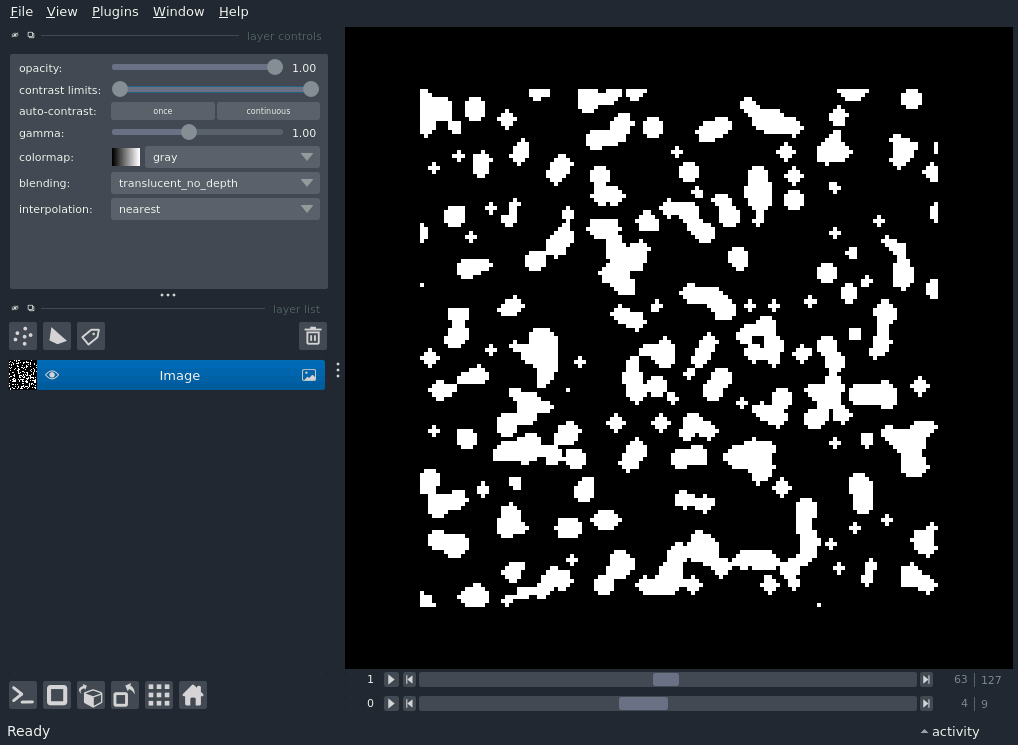 File View Plugins Window Help
layer controls
opacity: 1.00
contrast limits:
auto-contrast: once continuous
gamma: 1.00
colormap: gray
blending: translucent_no_depth
interpolation: nearest
layer list
Image
1 63 127
0 4 9
Ready activity